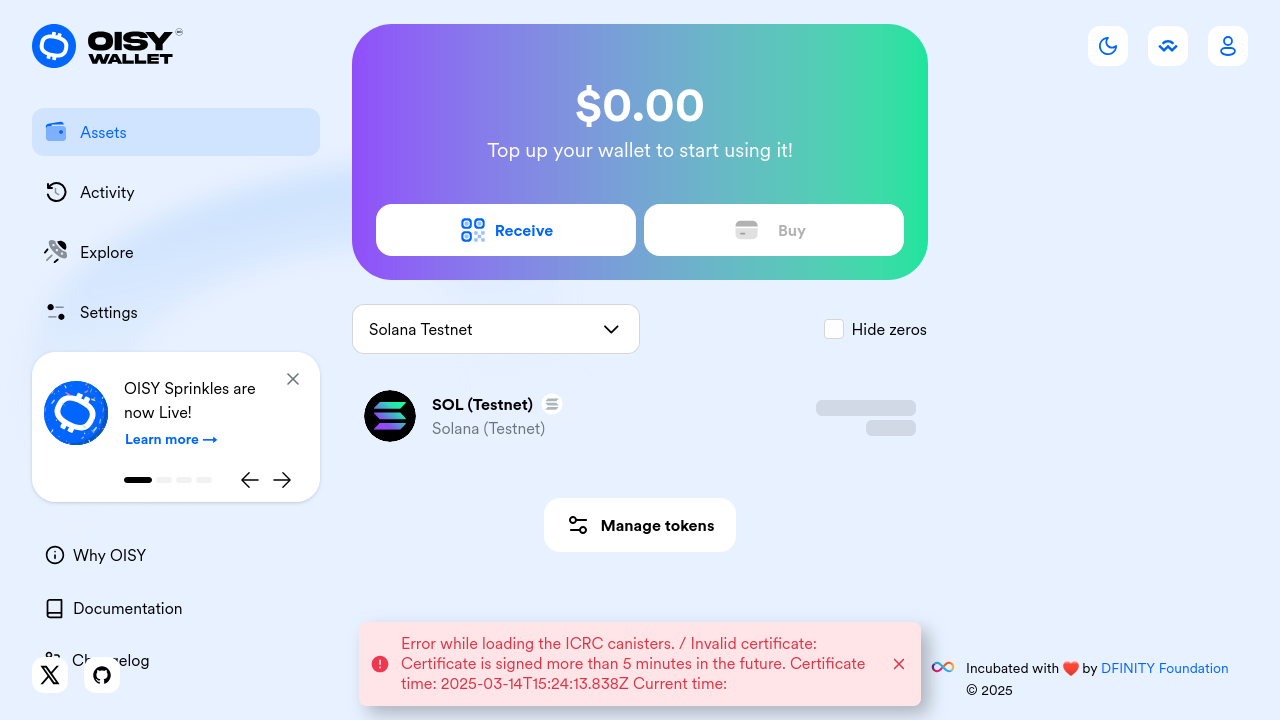 OISY
WALLET
Assets
Activity
Explore
Settings
OISY Sprinkles are
now Live!
Learn more →
Why OISY
Documentation
$0.00
Top up your wallet to start using it!
Receive
Buy
Solana Testnet
Hide zeros
SOL (Testnet)
Solana (Testnet)
Manage tokens
Error while loading the ICRC canisters. / Invalid certificate:
Certificate is signed more than 5 minutes in the future. Certificate
time: 2025-03-14T15:24:13.838Z Current time:
Incubated with ❤️ by DFINITY Foundation
© 2025